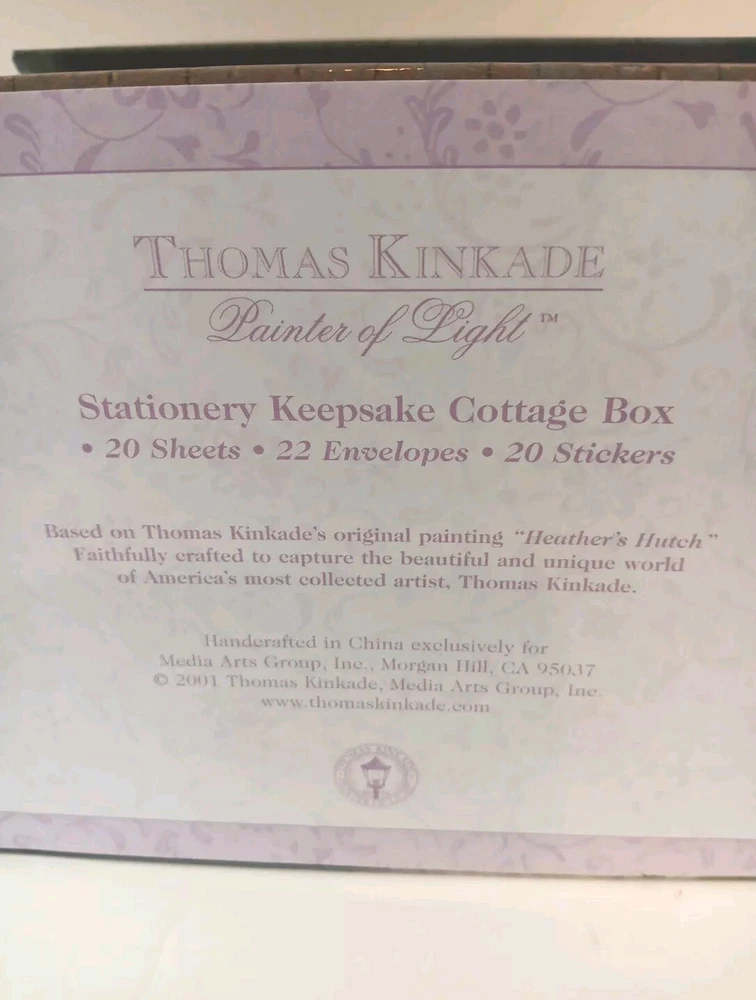 THOMAS KINKADE
Painter of Light™
Stationery Keepsake Cottage Box
• 20 Sheets • 22 Envelopes • 20 Stickers
Based on Thomas Kinkade's original painting "Heather's Hutch"
Faithfully crafted to capture the beautiful and unique world
of America's most collected artist, Thomas Kinkade.
Handcrafted in China exclusively for
Media Arts Group, Inc., Morgan Hill, CA 95037
© 2001 Thomas Kinkade, Media Arts Group, Inc.
www.thomaskinkade.com
THOMAS KINKADE